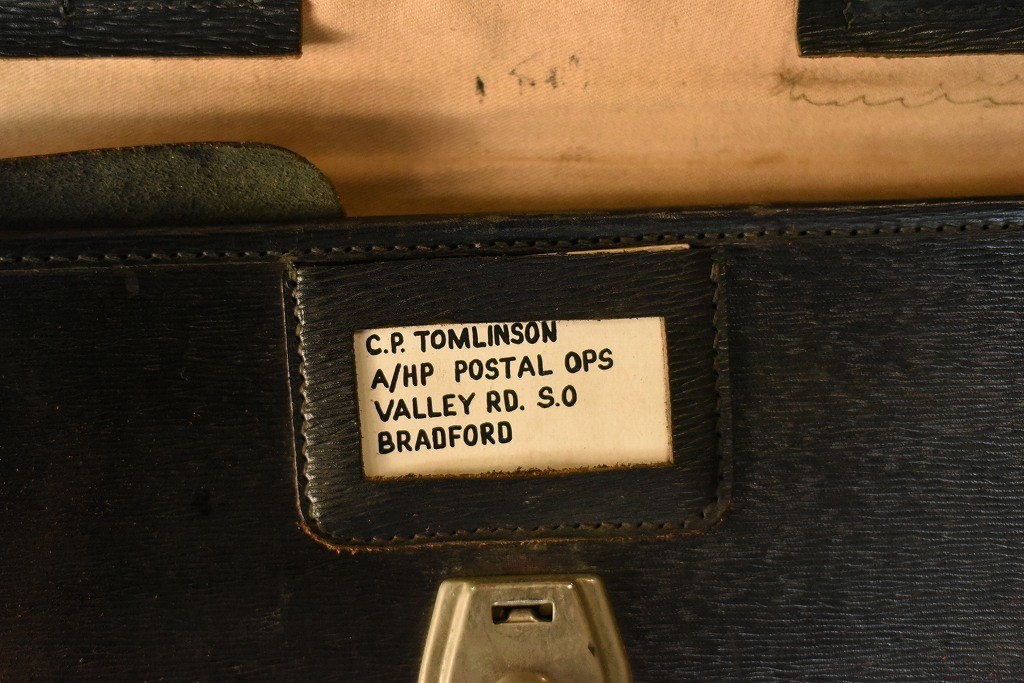 C.P. TOMLINSON
A/HP POSTAL OPS
VALLEY RD. S.O
BRADFORD